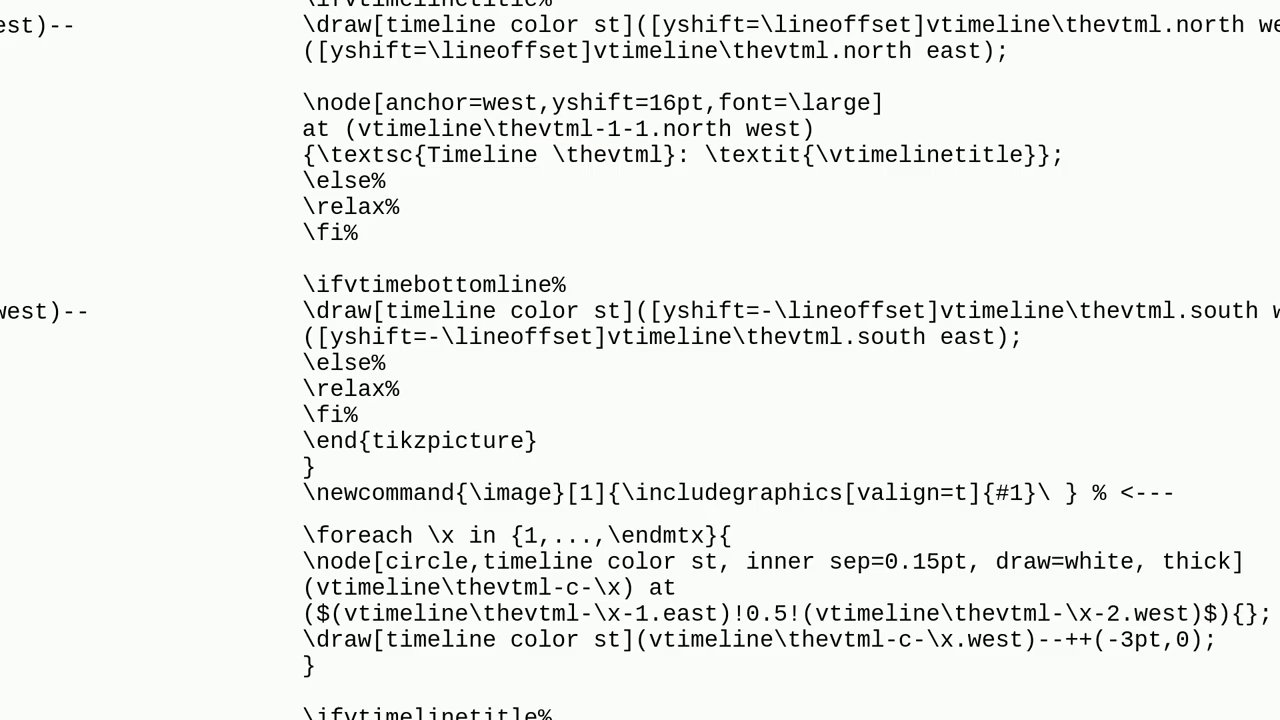 \ifvtimelinetitle%
est)-- \draw[timeline color st]([yshift=\lineoffset]vtimeline\thevtml.north we
([yshift=\lineoffset]vtimeline\thevtml.north east);
\node[anchor=west,yshift=16pt,font=\large]
at (vtimeline\thevtml-1-1.north west)
{\textsc{Timeline \thevtml}: \textit{\vtimelinetitle}};
\else%
\relax%
\fi%
\ifvtimebottomline%
west)-- \draw[timeline color st]([yshift=-\lineoffset]vtimeline\thevtml.south w
([yshift=-\lineoffset]vtimeline\thevtml.south east);
\else%
\relax%
\fi%
\end{tikzpicture}
}
\newcommand{\image}[1]{\includegraphics[valign=t]{#1}\ } % <---
\foreach \x in {1,...,\endmtx}{
\node[circle,timeline color st, inner sep=0.15pt, draw=white, thick]
(vtimeline\thevtml-c-\x) at
($(vtimeline\thevtml-\x-1.east)!0.5!(vtimeline\thevtml-\x-2.west)$){};
\draw[timeline color st](vtimeline\thevtml-c-\x.west)--++(-3pt,0);
}
\ifvtimelinetitle%